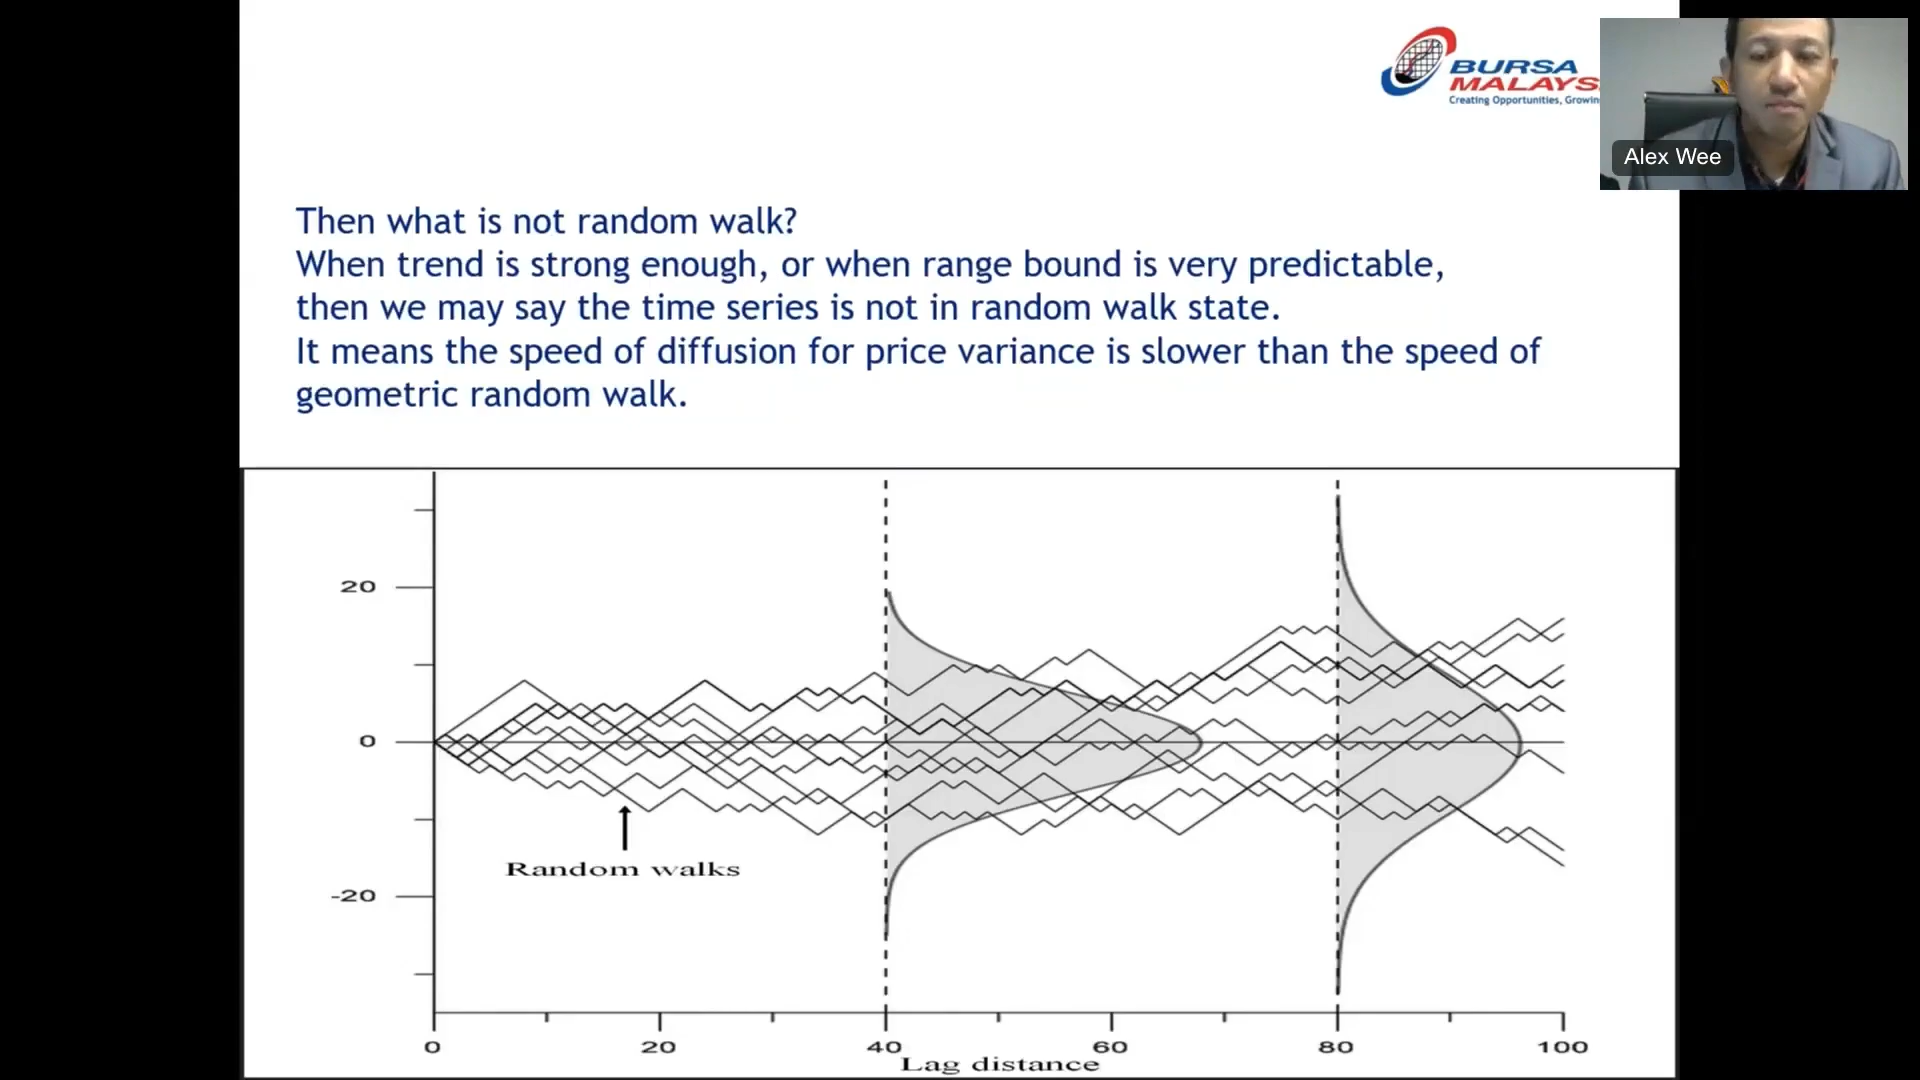 BURSA
MALAYS
Creating Opportunities, Growin
Alex Wee
Then what is not random walk?
When trend is strong enough, or when range bound is very predictable,
then we may say the time series is not in random walk state.
It means the speed of diffusion for price variance is slower than the speed of
geometric random walk.
20
0
-20
Random walks
0 20 40 60 80 100
Lag distance